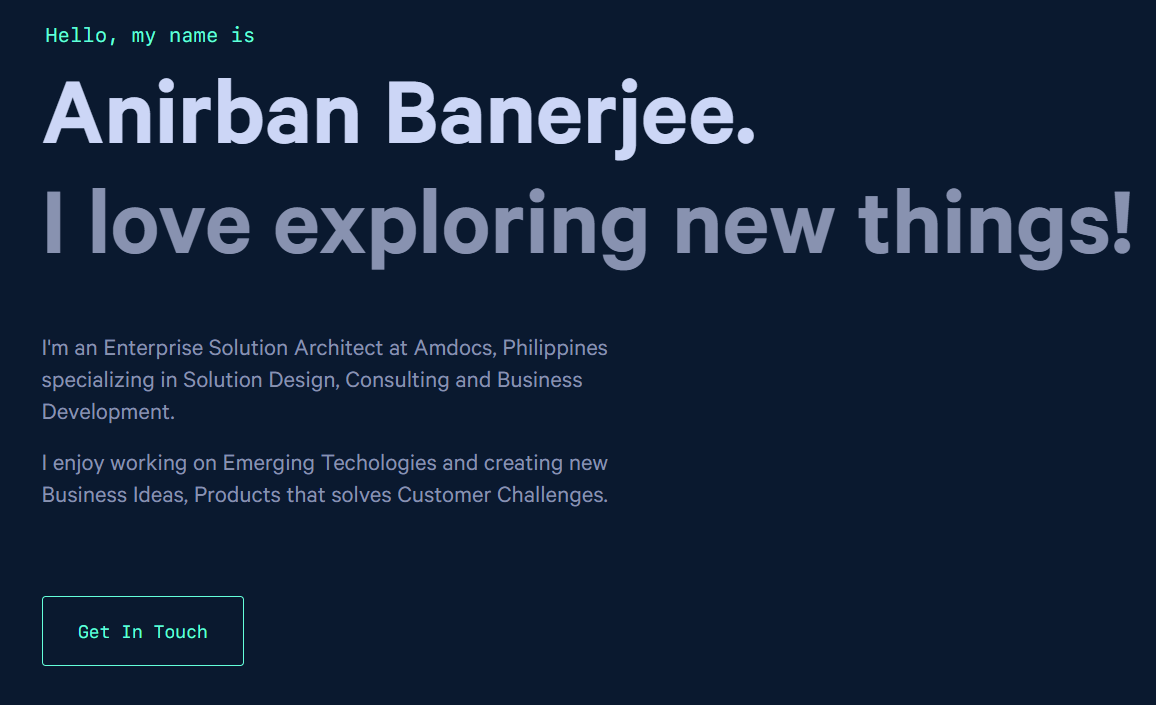 Hello, my name is
Anirban Banerjee.
I love exploring new things!
I'm an Enterprise Solution Architect at Amdocs, Philippines
specializing in Solution Design, Consulting and Business
Development.
I enjoy working on Emerging Techologies and creating new
Business Ideas, Products that solves Customer Challenges.
Get In Touch